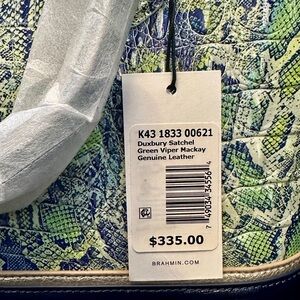 K43 1833 00621
Duxbury Satchel
Green Viper Mackay
Genuine Leather
$335.00
BRAHMIN.COM